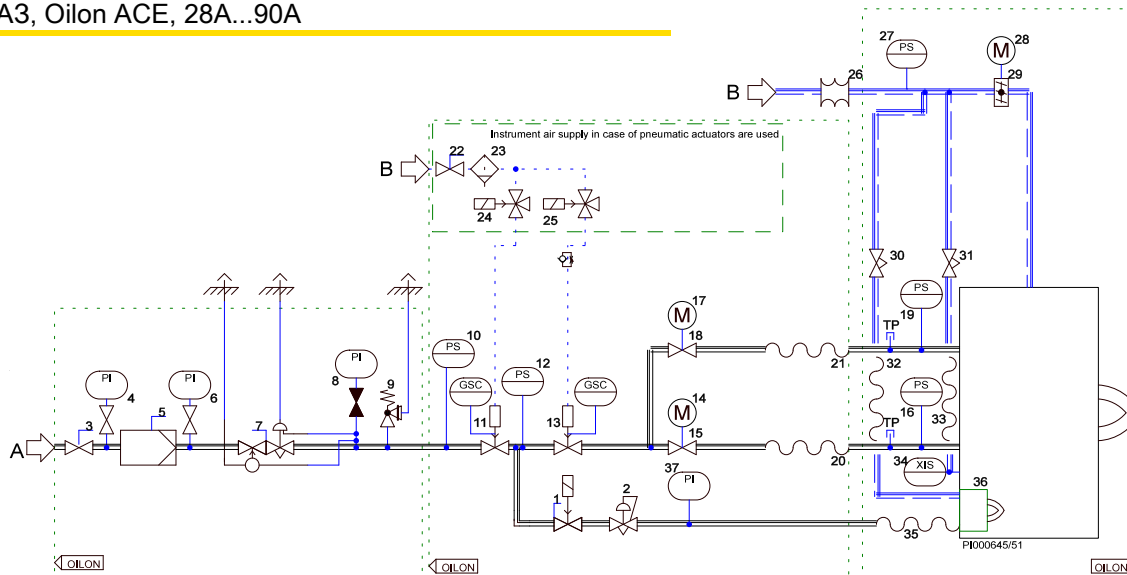 A3, Oilon ACE, 28A...90A
27
PS
M
28
29
26
B
Instrument air supply in case of pneumatic actuators are used
B
22
23
24
25
30
31
PS
19
M
17
18
TP
10
PS
12
PS
GSC
GSC
PI
8
9
PI
4
PI
6
21
32
PS
16
33
11
13
M
14
15
TP
A
3
5
7
20
34
XIS
37
PI
36
1
2
35
PI000645/51
OILON
OILON
OILON